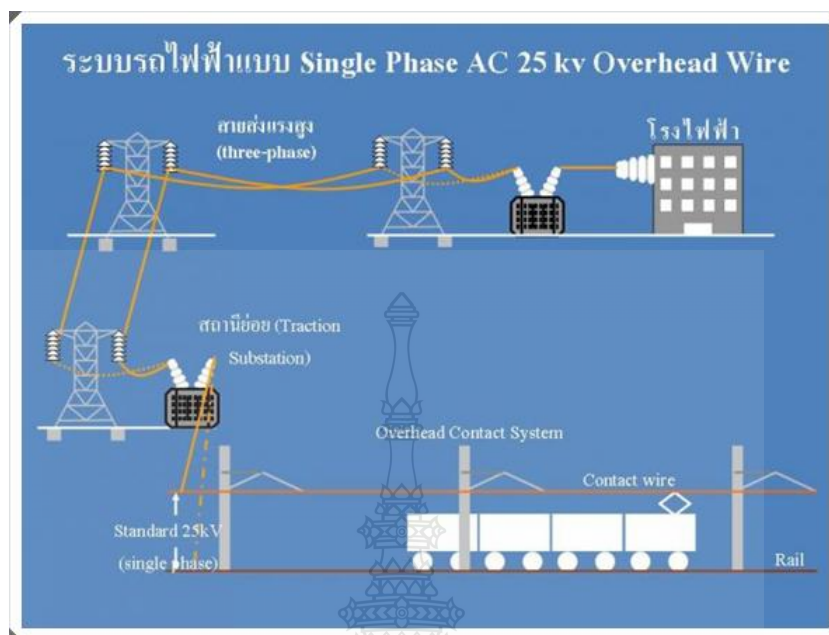 ระบบรถไฟฟ้าแบบ Single Phase AC 25 kv Overhead Wire
สายส่งแรงสูง
(three-phase)
โรงไฟฟ้า
สถานีย่อย (Traction
Substation)
Overhead Contact System
Contact wire
Standard 25kV
(single phase)
Rail